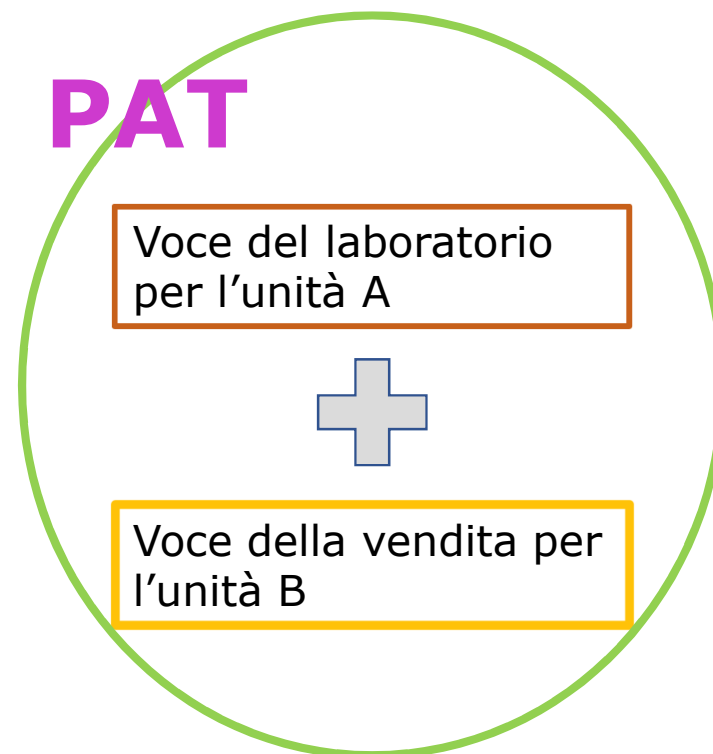 PAT
Voce del laboratorio
per l’unità A
Voce della vendita per
l’unità B